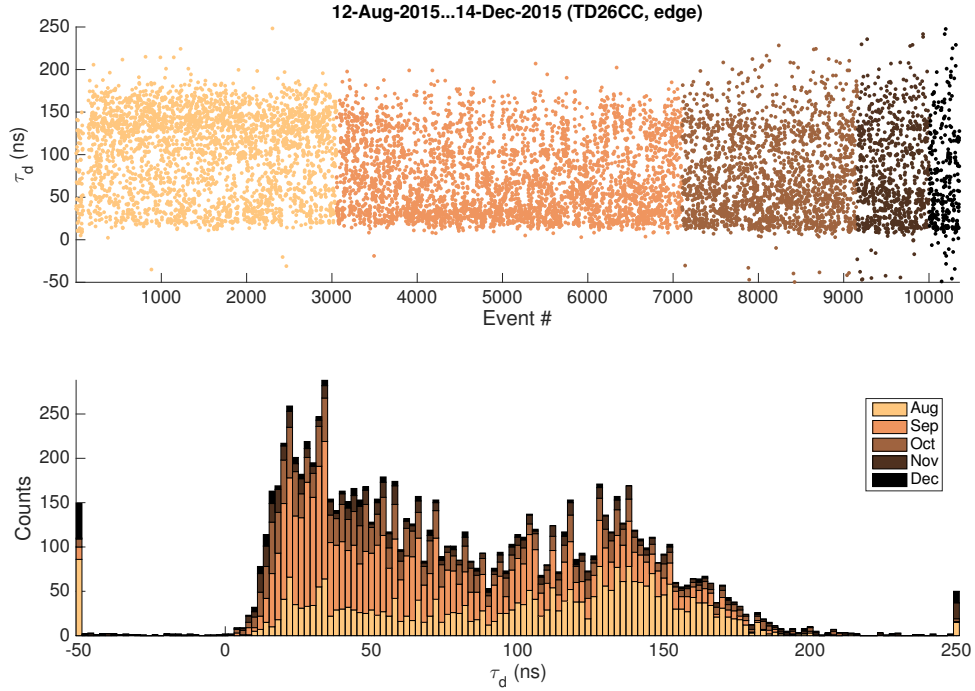 12-Aug-2015...14-Dec-2015 (TD26CC, edge)
250
200
150
100
50
0
-50
τd (ns)
1000 2000 3000 4000 5000 6000 7000 8000 9000 10000
Event #
250
200
150
100
50
0
Counts
Aug
Sep
Oct
Nov
Dec
-50 0 50 100 150 200 250
τd (ns)